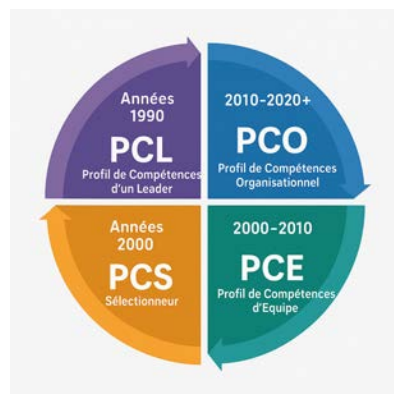 Années
1990
PCL
Profil de Compétences
d'un Leader
2010-2020+
PCO
Profil de Compétences
Organisationnel
Années
2000
PCS
Sélectionneur
2000-2010
PCE
Profil de Compétences
d'Equipe